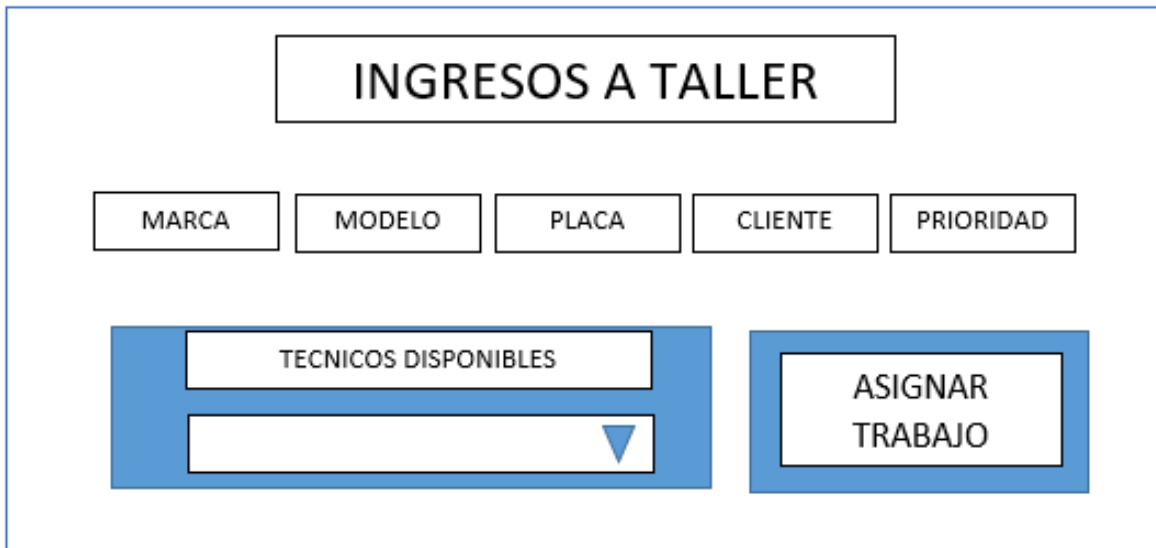 INGRESOS A TALLER
MARCA
MODELO
PLACA
CLIENTE
PRIORIDAD
TECNICOS DISPONIBLES
ASIGNAR
TRABAJO